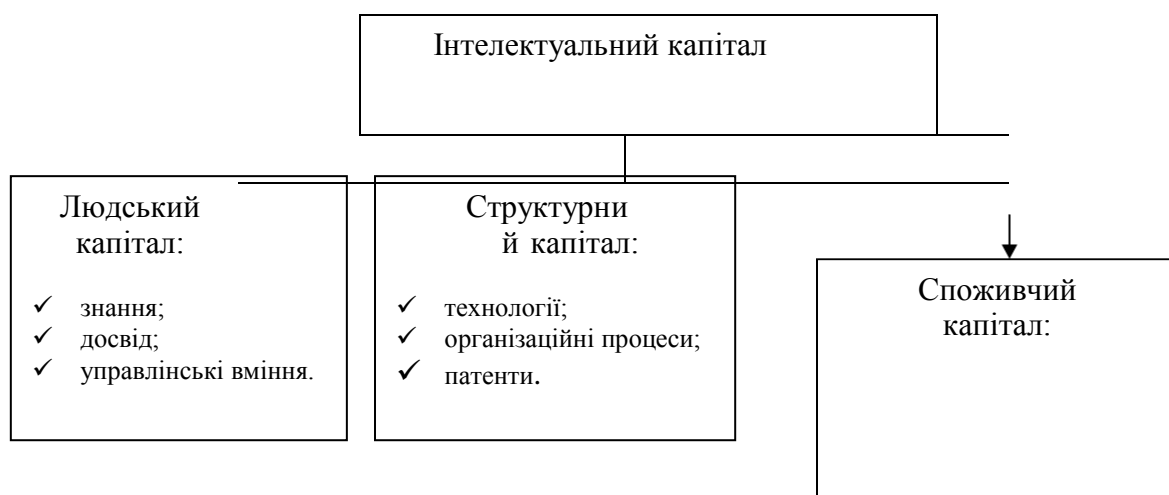 Інтелектуальний капітал
Людський
капітал:
✓ знання;
✓ досвід;
✓ управлінські вміння.
Структурни
й капітал:
✓ технології;
✓ організаційні процеси;
✓ патенти.
Споживчий
капітал: